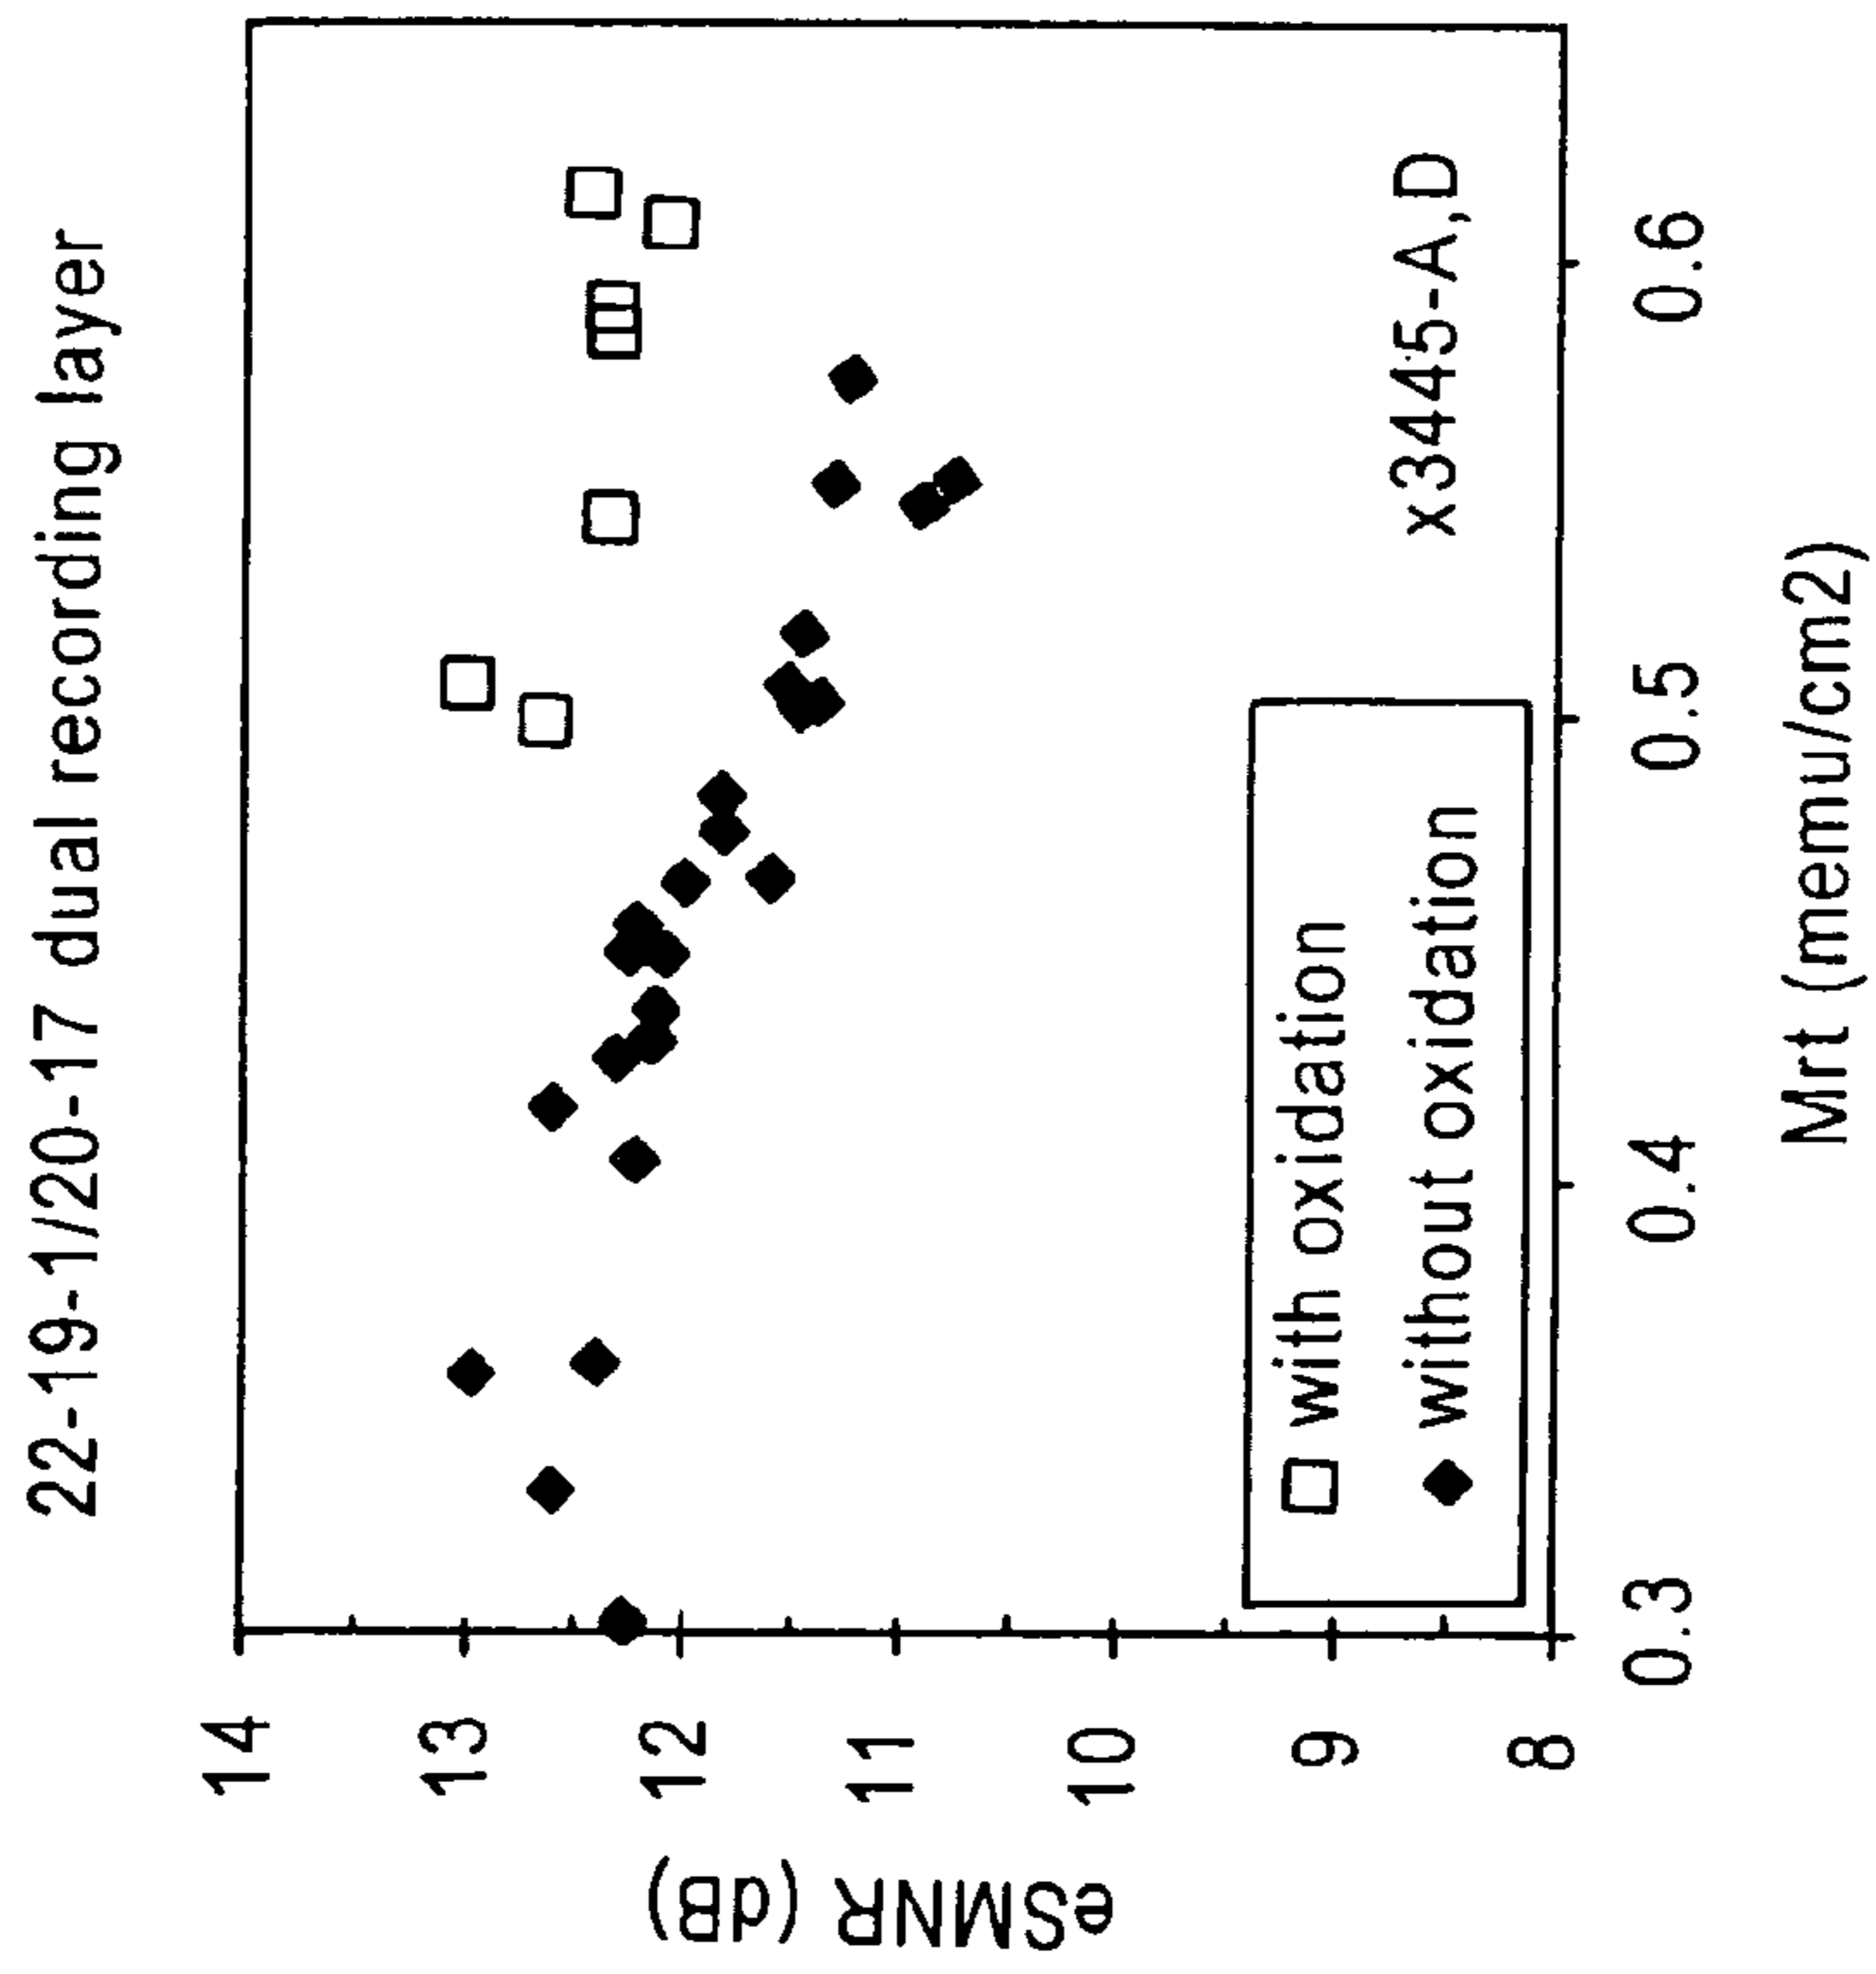 22-19-1/20-17 dual recording layer
eSMNR (dB)
14
13
12
11
10
9
8
with oxidation
without oxidation
x3445-A,D
0.3
0.4
0.5
0.6
Mrt (memu/cm2)